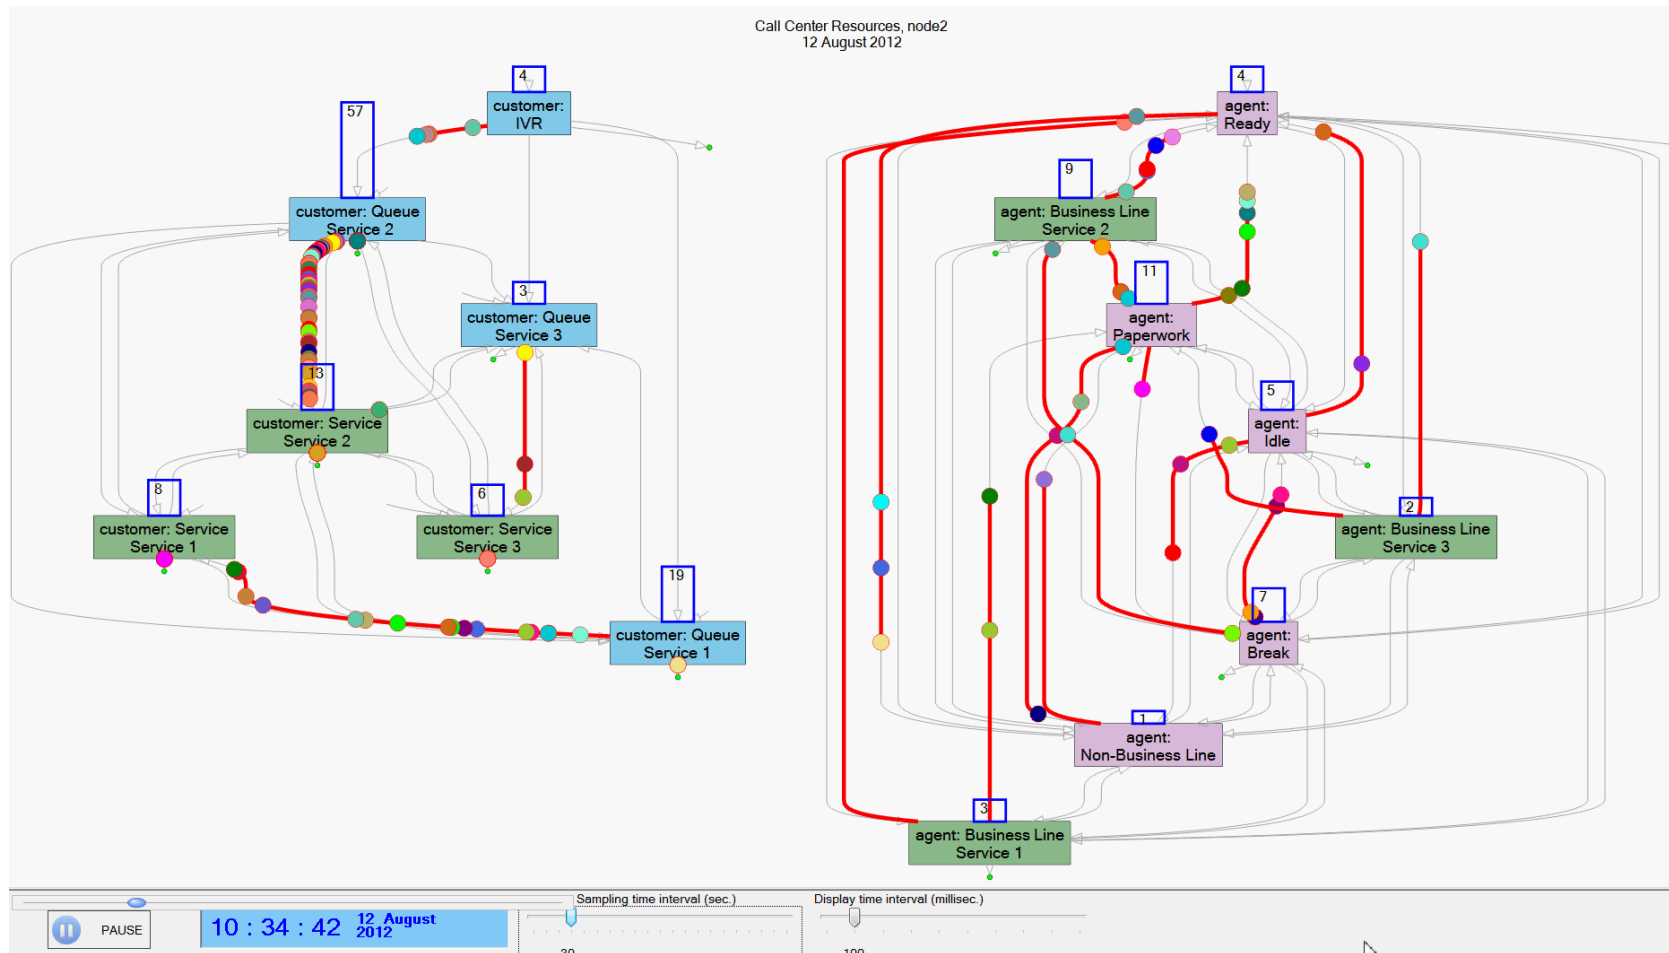 Call Center Resources, node2
12 August 2012
4
customer:
IVR
57
customer: Queue
Service 2
3
customer: Queue
Service 3
13
customer: Service
Service 2
8
customer: Service
Service 1
6
customer: Service
Service 3
19
customer: Queue
Service 1
4
agent:
Ready
9
agent: Business Line
Service 2
11
agent:
Paperwork
5
agent:
Idle
2
agent: Business Line
Service 3
7
agent:
Break
1
agent:
Non-Business Line
3
agent: Business Line
Service 1
PAUSE
10 : 34 : 42
12 August
2012
Sampling time interval (sec.)
Display time interval (millisec.)